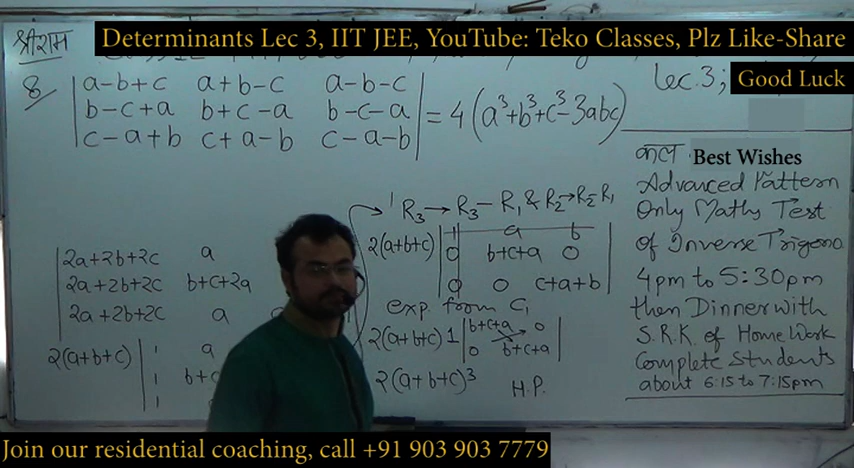 श्रीराम
Determinants Lec 3, IIT JEE, YouTube: Teko Classes, Plz Like-Share
Lec.3;
Good Luck
8
a-b+c a+b-c a-b-c
b-c+a b+c-a b-c-a
c-a+b c+a-b c-a-b
= 4(a³+b³+c³-3abc)
2a+2b+2c a
2a+2b+2c b+c+2a
2a+2b+2c a
2(a+b+c) | 1 a
1 b+c
1
R₃→R₃-R₁ & R₂→R₂-R₁
2(a+b+c) | 1 a b
0 b+c+a 0
0 0 c+a+b |
exp. from C₁
2(a+b+c) 1 | b+c+a 0
0 b+c+a |
2(a+b+c)³ H.P.
कल Best Wishes
Advanced Pattern
Only Maths Test
of Inverse Trigono
4pm to 5:30pm
then Dinner with
S.R.K. of Home Work
Complete Students
about 6:15 to 7:15pm
Join our residential coaching, call +91 903 903 7779